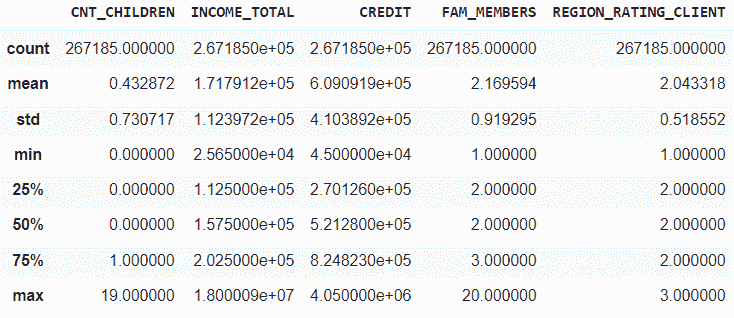 CNT_CHILDREN INCOME_TOTAL CREDIT FAM_MEMBERS REGION_RATING_CLIENT
count 267185.000000 2.671850e+05 2.671850e+05 267185.000000 267185.000000
mean 0.432872 1.717912e+05 6.090919e+05 2.169594 2.043318
std 0.730717 1.123972e+05 4.103892e+05 0.919295 0.518552
min 0.000000 2.565000e+04 4.500000e+04 1.000000 1.000000
25% 0.000000 1.125000e+05 2.701260e+05 2.000000 2.000000
50% 0.000000 1.575000e+05 5.212800e+05 2.000000 2.000000
75% 1.000000 2.025000e+05 8.248230e+05 3.000000 2.000000
max 19.000000 1.800009e+07 4.050000e+06 20.000000 3.000000